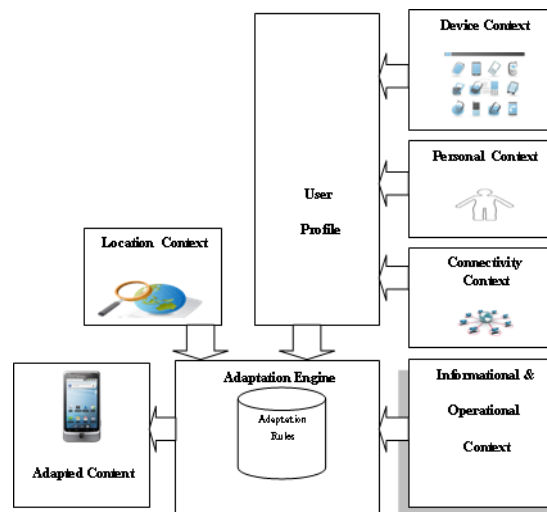 Device Context
Personal Context
User
Profile
Location Context
Connectivity
Context
Adaptation Engine
Adaptation
Rules
Informational &
Operational
Context
Adapted Content